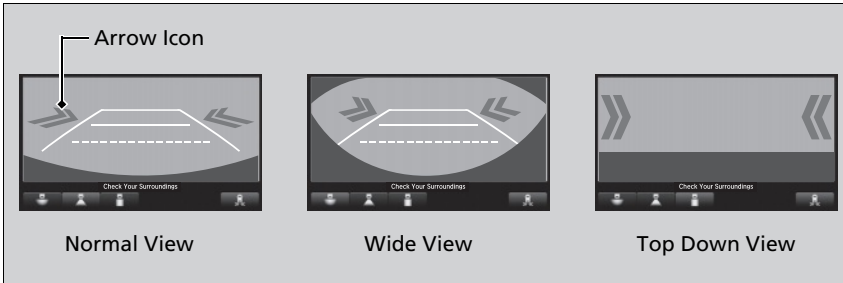 Arrow Icon
Check Your Surroundings
Check Your Surroundings
Check Your Surroundings
Normal View
Wide View
Top Down View